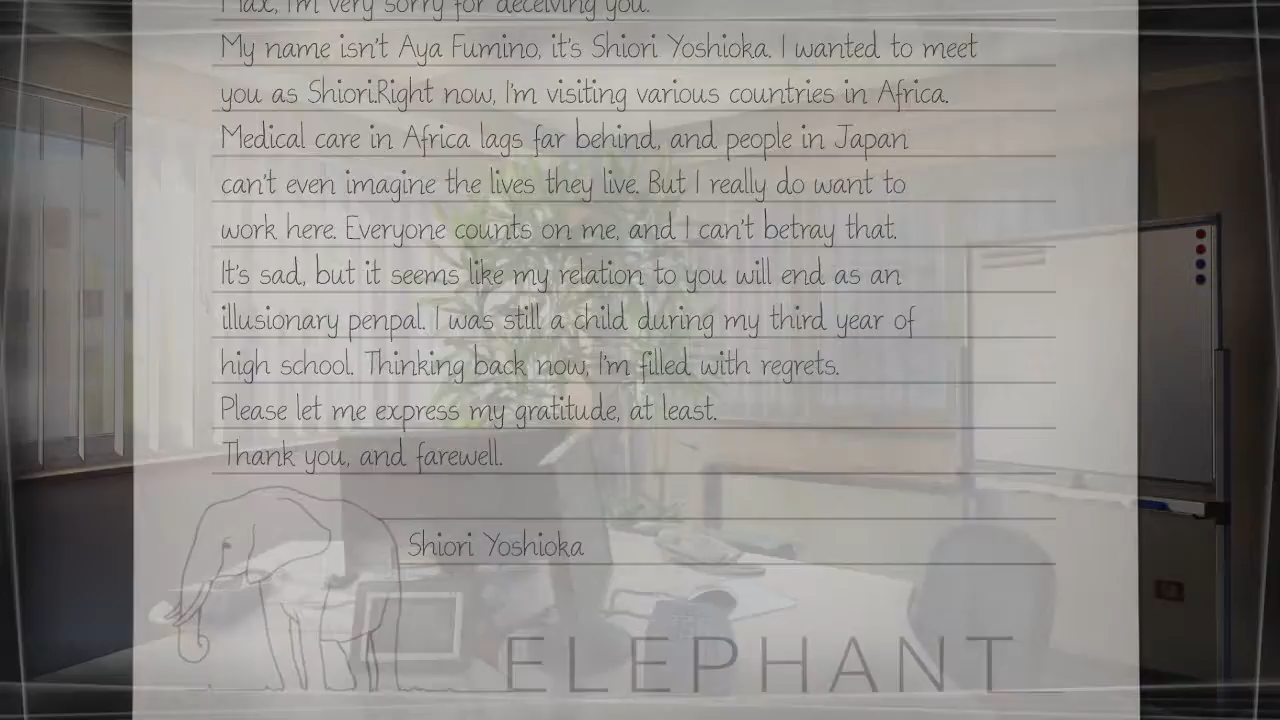 Max, I'm very sorry for deceiving you.
My name isn't Aya Fumino, it's Shiori Yoshioka. I wanted to meet
you as Shiori.Right now, I'm visiting various countries in Africa.
Medical care in Africa lags far behind, and people in Japan
can't even imagine the lives they live. But I really do want to
work here. Everyone counts on me, and I can't betray that.
It's sad, but it seems like my relation to you will end as an
illusionary penpal. I was still a child during my third year of
high school. Thinking back now, I'm filled with regrets.
Please let me express my gratitude, at least.
Thank you, and farewell.
Shiori Yoshioka
ELEPHANT